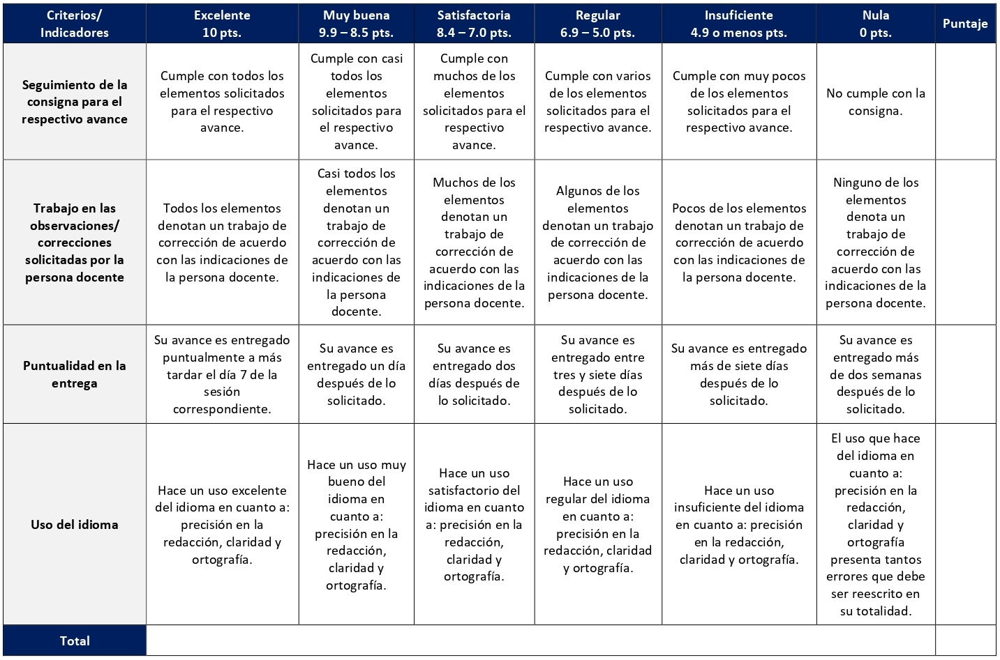 Criterios/
Indicadores
Excelente
10 pts.
Muy buena
9.9 – 8.5 pts.
Satisfactoria
8.4 – 7.0 pts.
Regular
6.9 – 5.0 pts.
Insuficiente
4.9 o menos pts.
Nula
0 pts.
Puntaje
Seguimiento de la
consigna para el
respectivo avance
Cumple con todos los
elementos solicitados
para el respectivo
avance.
Cumple con casi
todos los
elementos
solicitados para
el respectivo
avance.
Cumple con
muchos de los
elementos
solicitados para el
respectivo
avance.
Cumple con varios
de los elementos
solicitados para el
respectivo avance.
Cumple con muy pocos
de los elementos
solicitados para el
respectivo avance.
No cumple con la
consigna.
Trabajo en las
observaciones/
correcciones
solicitadas por la
persona docente
Todos los elementos
denotan un trabajo de
corrección de acuerdo
con las indicaciones de
la persona docente.
Casi todos los
elementos
denotan un
trabajo de
corrección de
acuerdo con las
indicaciones de
la persona
docente.
Muchos de los
elementos
denotan un
trabajo de
corrección de
acuerdo con las
indicaciones de la
persona docente.
Algunos de los
elementos
denotan un trabajo
de corrección de
acuerdo con las
indicaciones de la
persona docente.
Pocos de los elementos
denotan un trabajo de
corrección de acuerdo
con las indicaciones de
la persona docente.
Ninguno de los
elementos
denota un
trabajo de
corrección de
acuerdo con las
indicaciones de la
persona docente.
Puntualidad en la
entrega
Su avance es entregado
puntualmente a más
tardar el día 7 de la
sesión
correspondiente.
Su avance es
entregado un día
después de lo
solicitado.
Su avance es
entregado dos
días después de
lo solicitado.
Su avance es
entregado entre
tres y siete días
después de lo
solicitado.
Su avance es entregado
más de siete días
después de lo
solicitado.
Su avance es
entregado más
de dos semanas
después de lo
solicitado.
Uso del idioma
Hace un uso excelente
del idioma en cuanto a:
precisión en la
redacción, claridad y
ortografía.
Hace un uso muy
bueno del
idioma en
cuanto a:
precisión en la
redacción,
claridad y
ortografía.
Hace un uso
satisfactorio del
idioma en cuanto
a: precisión en la
redacción,
claridad y
ortografía.
Hace un uso
regular del idioma
en cuanto a:
precisión en la
redacción, claridad
y ortografía.
Hace un uso
insuficiente del idioma
en cuanto a: precisión
en la redacción,
claridad y ortografía.
El uso que hace
del idioma en
cuanto a:
precisión en la
redacción,
claridad y
ortografía
presenta tantos
errores que debe
ser reescrito en
su totalidad.
Total